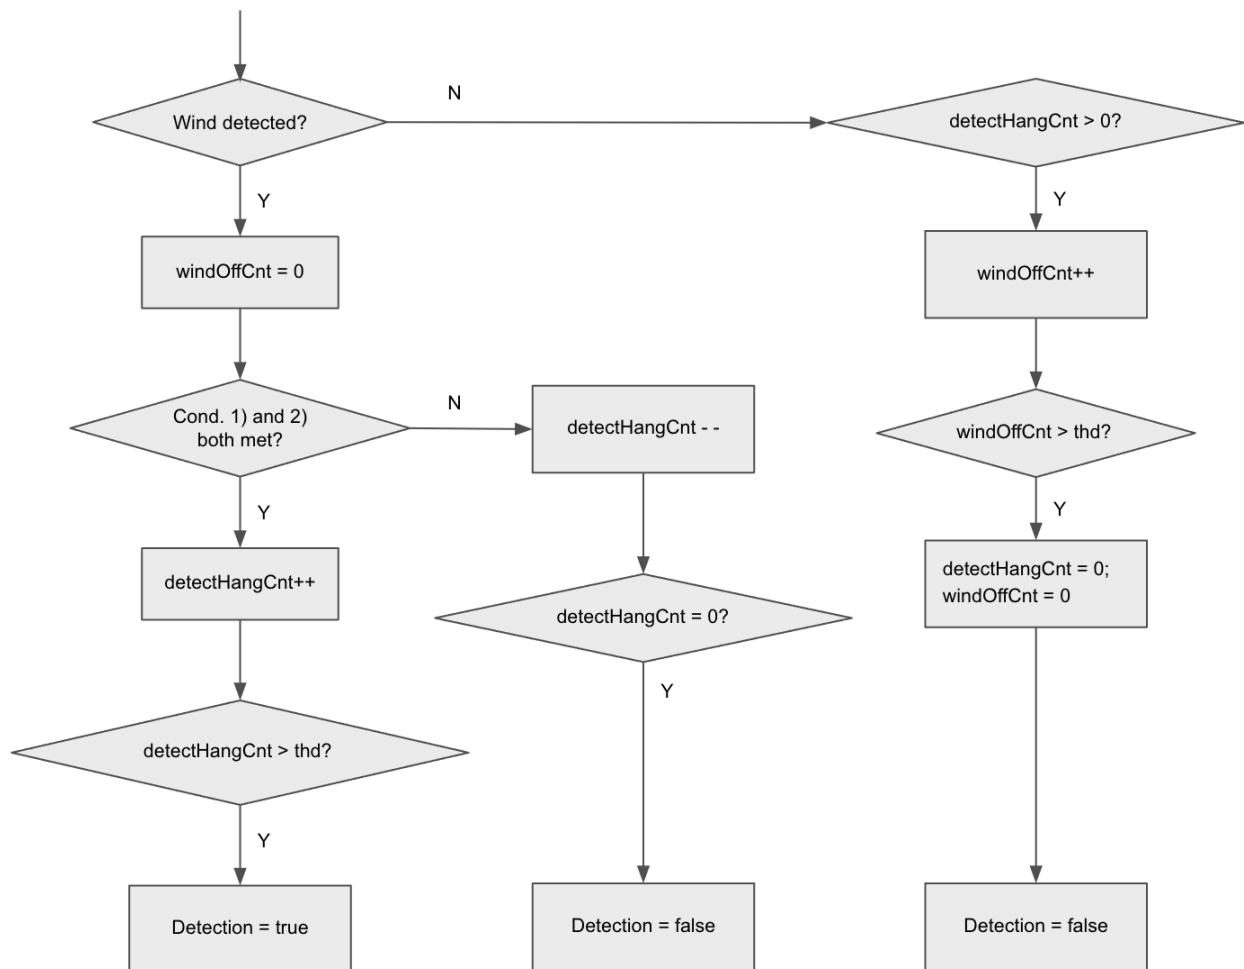 N
Wind detected?
detectHangCnt > 0?
Y
Y
windOffCnt = 0
windOffCnt++
Cond. 1) and 2)
both met?
N
detectHangCnt - -
windOffCnt > thd?
Y
Y
detectHangCnt++
detectHangCnt = 0;
windOffCnt = 0
detectHangCnt = 0?
Y
detectHangCnt > thd?
Y
Detection = true
Detection = false
Detection = false